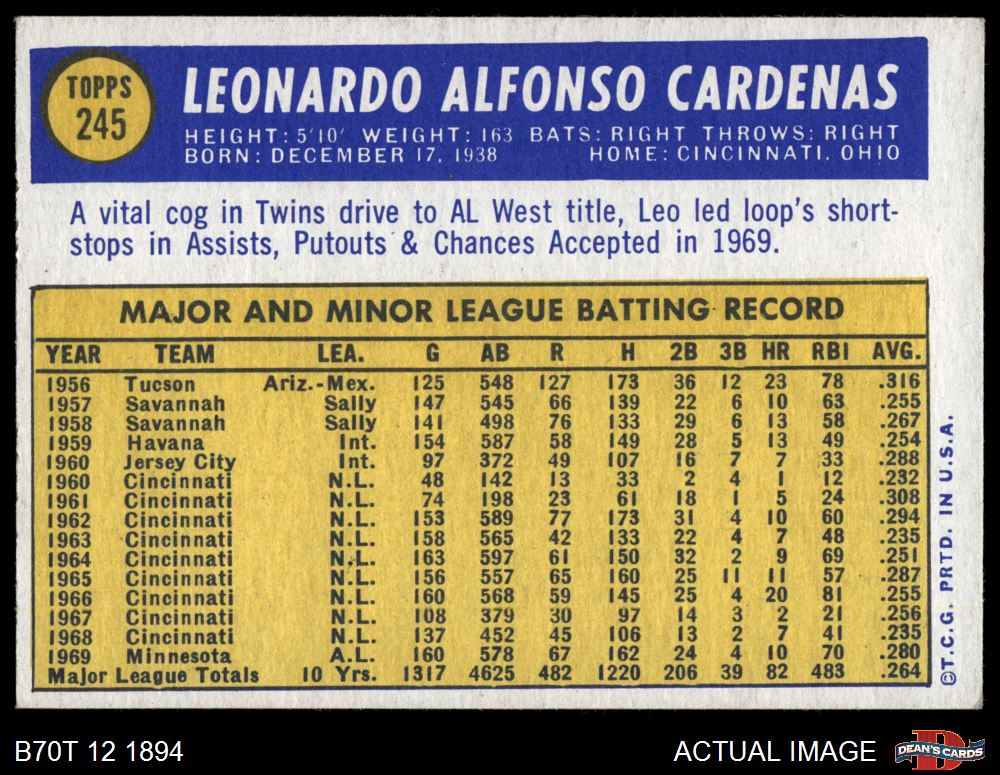 TOPPS
245
LEONARDO ALFONSO CARDENAS
HEIGHT: 5'10' WEIGHT: 163 BATS: RIGHT THROWS: RIGHT
BORN: DECEMBER 17, 1938 HOME: CINCINNATI, OHIO
A vital cog in Twins drive to AL West title, Leo led loop's short-
stops in Assists, Putouts & Chances Accepted in 1969.
MAJOR AND MINOR LEAGUE BATTING RECORD
YEAR TEAM LEA. G AB R H 2B 3B HR RBI AVG.
1956 Tucson Ariz.-Mex. 125 548 127 173 36 12 23 78 .316
1957 Savannah Sally 147 545 66 139 22 6 10 63 .255
1958 Savannah Sally 141 498 76 133 29 6 13 58 .267
1959 Havana Int. 154 587 58 149 28 5 13 49 .254
1960 Jersey City Int. 97 372 49 107 16 7 7 33 .288
1960 Cincinnati N.L. 48 142 13 33 2 4 1 12 .232
1961 Cincinnati N.L. 74 198 23 61 18 1 5 24 .308
1962 Cincinnati N.L. 153 589 77 173 31 4 10 60 .294
1963 Cincinnati N.L. 158 565 42 133 22 4 7 48 .235
1964 Cincinnati N.L. 163 597 61 150 32 2 9 69 .251
1965 Cincinnati N.L. 156 557 65 160 25 11 11 57 .287
1966 Cincinnati N.L. 160 568 59 145 25 4 20 81 .255
1967 Cincinnati N.L. 108 379 30 97 14 3 2 21 .256
1968 Cincinnati N.L. 137 452 45 106 13 2 7 41 .235
1969 Minnesota A.L. 160 578 67 162 24 4 10 70 .280
Major League Totals 10 Yrs. 1317 4625 482 1220 206 39 82 483 .264
©T.C.G. PRTD. IN U.S.A.
B70T 12 1894 ACTUAL IMAGE
D
DEAN'S CARDS